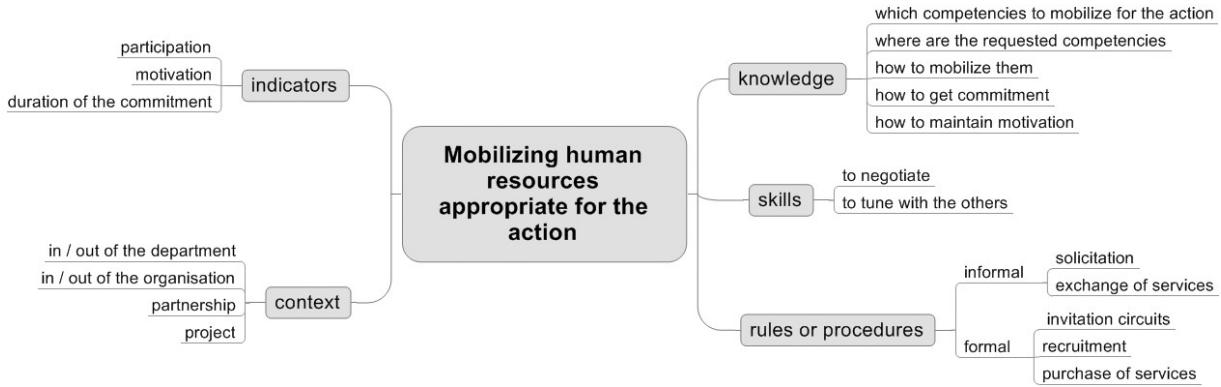 Mobilizing human
resources
appropriate for the
action
indicators
participation
motivation
duration of the commitment
context
in / out of the department
in / out of the organisation
partnership
project
knowledge
which competencies to mobilize for the action
where are the requested competencies
how to mobilize them
how to get commitment
how to maintain motivation
skills
to negotiate
to tune with the others
rules or procedures
informal
solicitation
exchange of services
formal
invitation circuits
recruitment
purchase of services